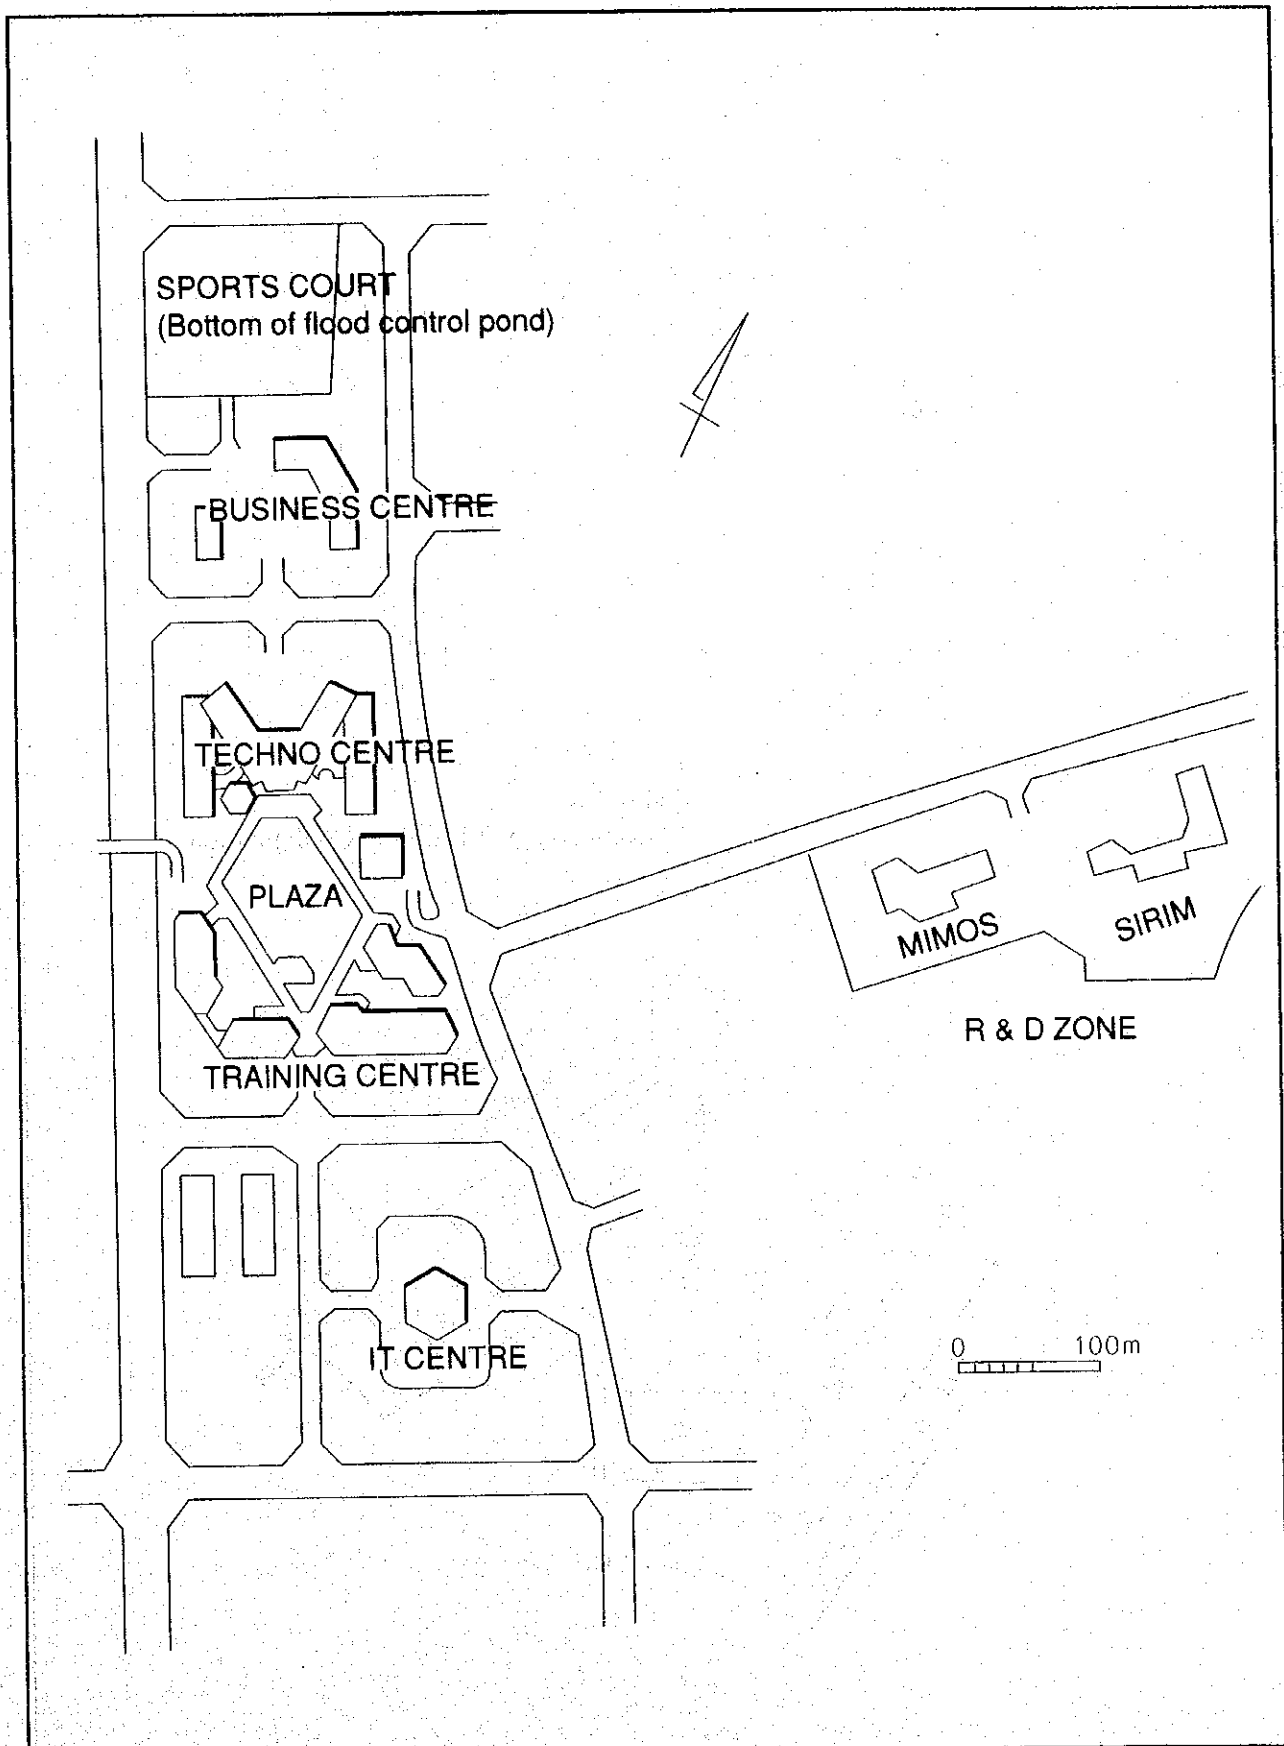 SPORTS COURT
(Bottom of flood control pond)
BUSINESS CENTRE
TECHNO CENTRE
PLAZA
MIMOS
SIRIM
R & D ZONE
TRAINING CENTRE
0 100m
IT CENTRE